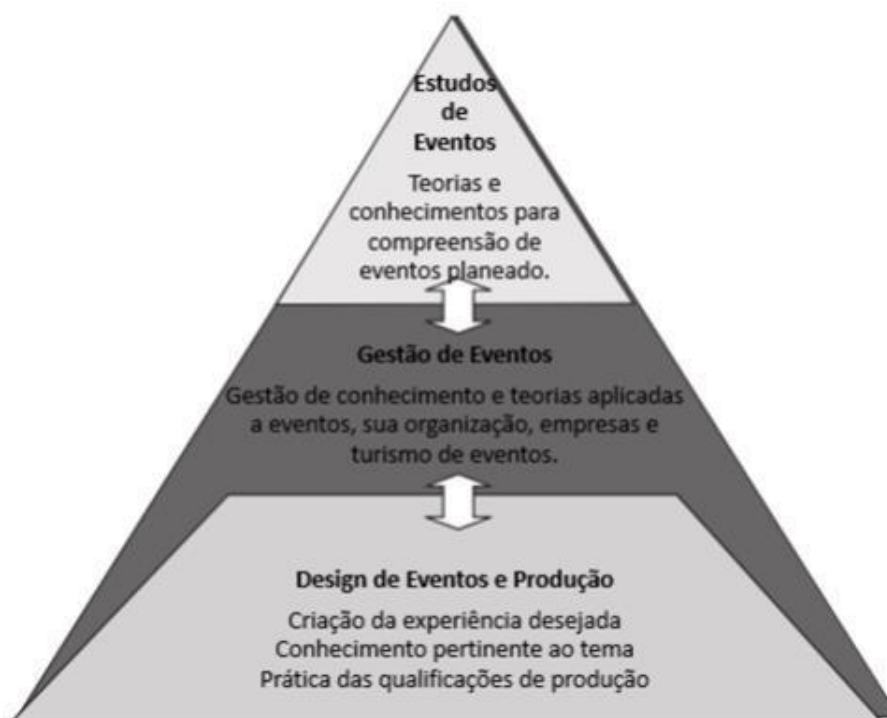 Estudos
de
Eventos
Teorias e
conhecimentos para
compreensão de
eventos planeado.
Gestão de Eventos
Gestão de conhecimento e teorias aplicadas
a eventos, sua organização, empresas e
turismo de eventos.
Design de Eventos e Produção
Criação da experiência desejada
Conhecimento pertinente ao tema
Prática das qualificações de produção